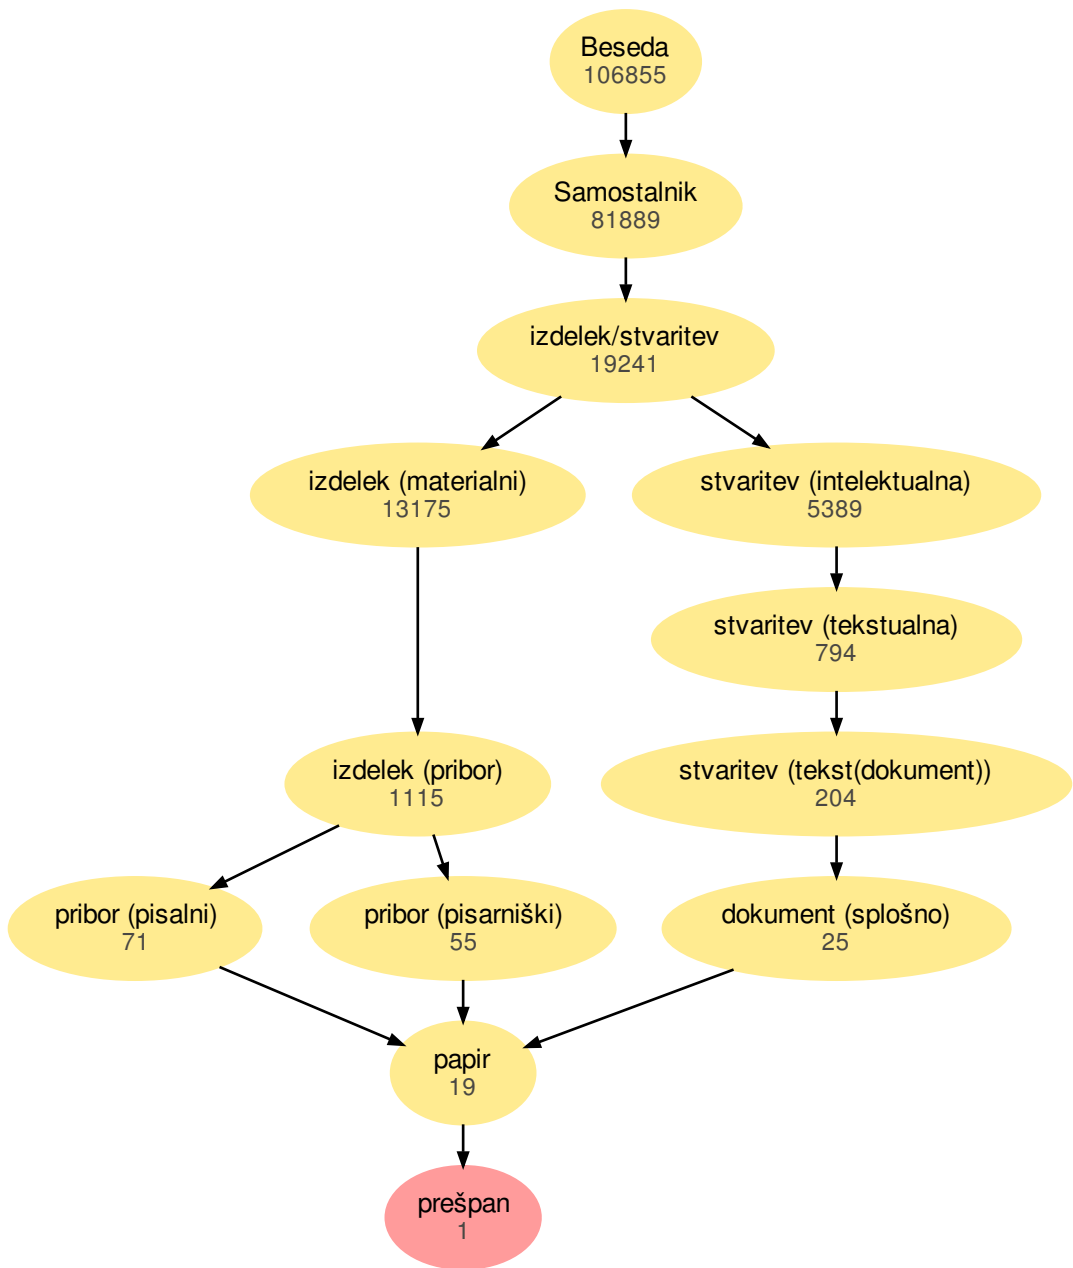 Beseda
106855
Samostalnik
81889
izdelek/stvaritev
19241
izdelek (materialni)
13175
stvaritev (intelektualna)
5389
stvaritev (tekstualna)
794
izdelek (pribor)
1115
stvaritev (tekst(dokument))
204
pribor (pisalni)
71
pribor (pisarniški)
55
dokument (splošno)
25
papir
19
prešpan
1